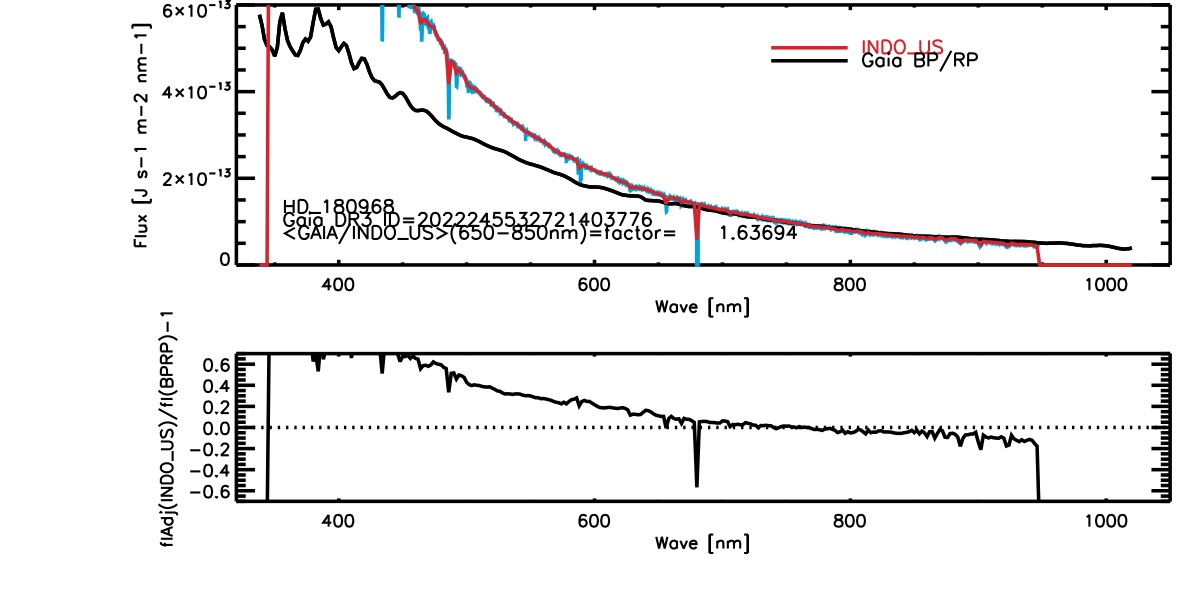 6×10−13
4×10−13
2×10−13
0
Flux [J s−1 m−2 nm−1]
INDO_US
Gaia BP/RP
HD_180968
Gaia DR3 ID=2022245532721403776
<GAIA/INDO_US>(650−850nm)=factor= 1.63694
400 600 800 1000
Wave [nm]
0.6
0.4
0.2
0.0
−0.2
−0.4
−0.6
flAdj(INDO_US)/fl(BPRP)−1
400 600 800 1000
Wave [nm]